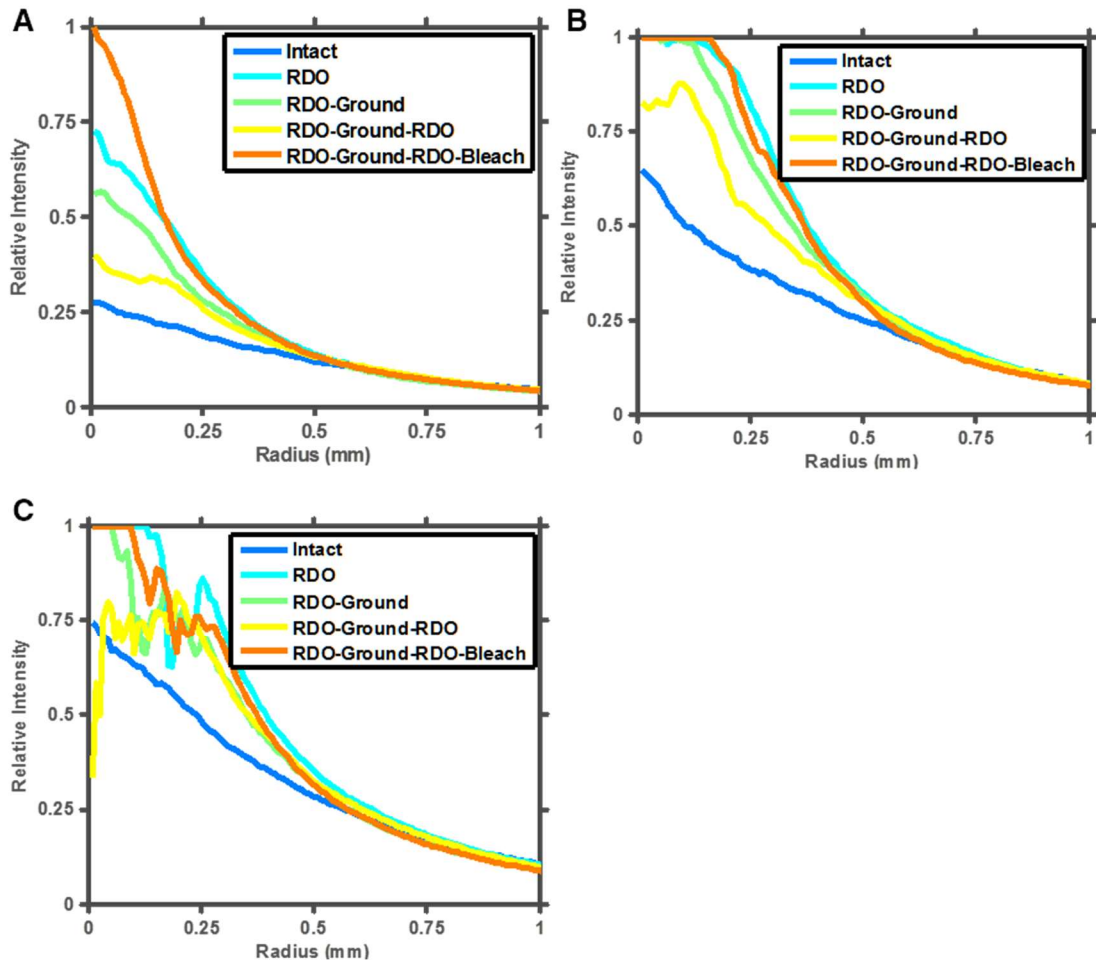 A
1
0.75
0.5
0.25
0
Relative Intensity
Intact
RDO
RDO-Ground
RDO-Ground-RDO
RDO-Ground-RDO-Bleach
0
0.25
0.5
0.75
1
Radius (mm)
B
1
0.75
0.5
0.25
0
Relative Intensity
Intact
RDO
RDO-Ground
RDO-Ground-RDO
RDO-Ground-RDO-Bleach
0
0.25
0.5
0.75
1
Radius (mm)
C
1
0.75
0.5
0.25
0
Relative Intensity
Intact
RDO
RDO-Ground
RDO-Ground-RDO
RDO-Ground-RDO-Bleach
0
0.25
0.5
0.75
1
Radius (mm)